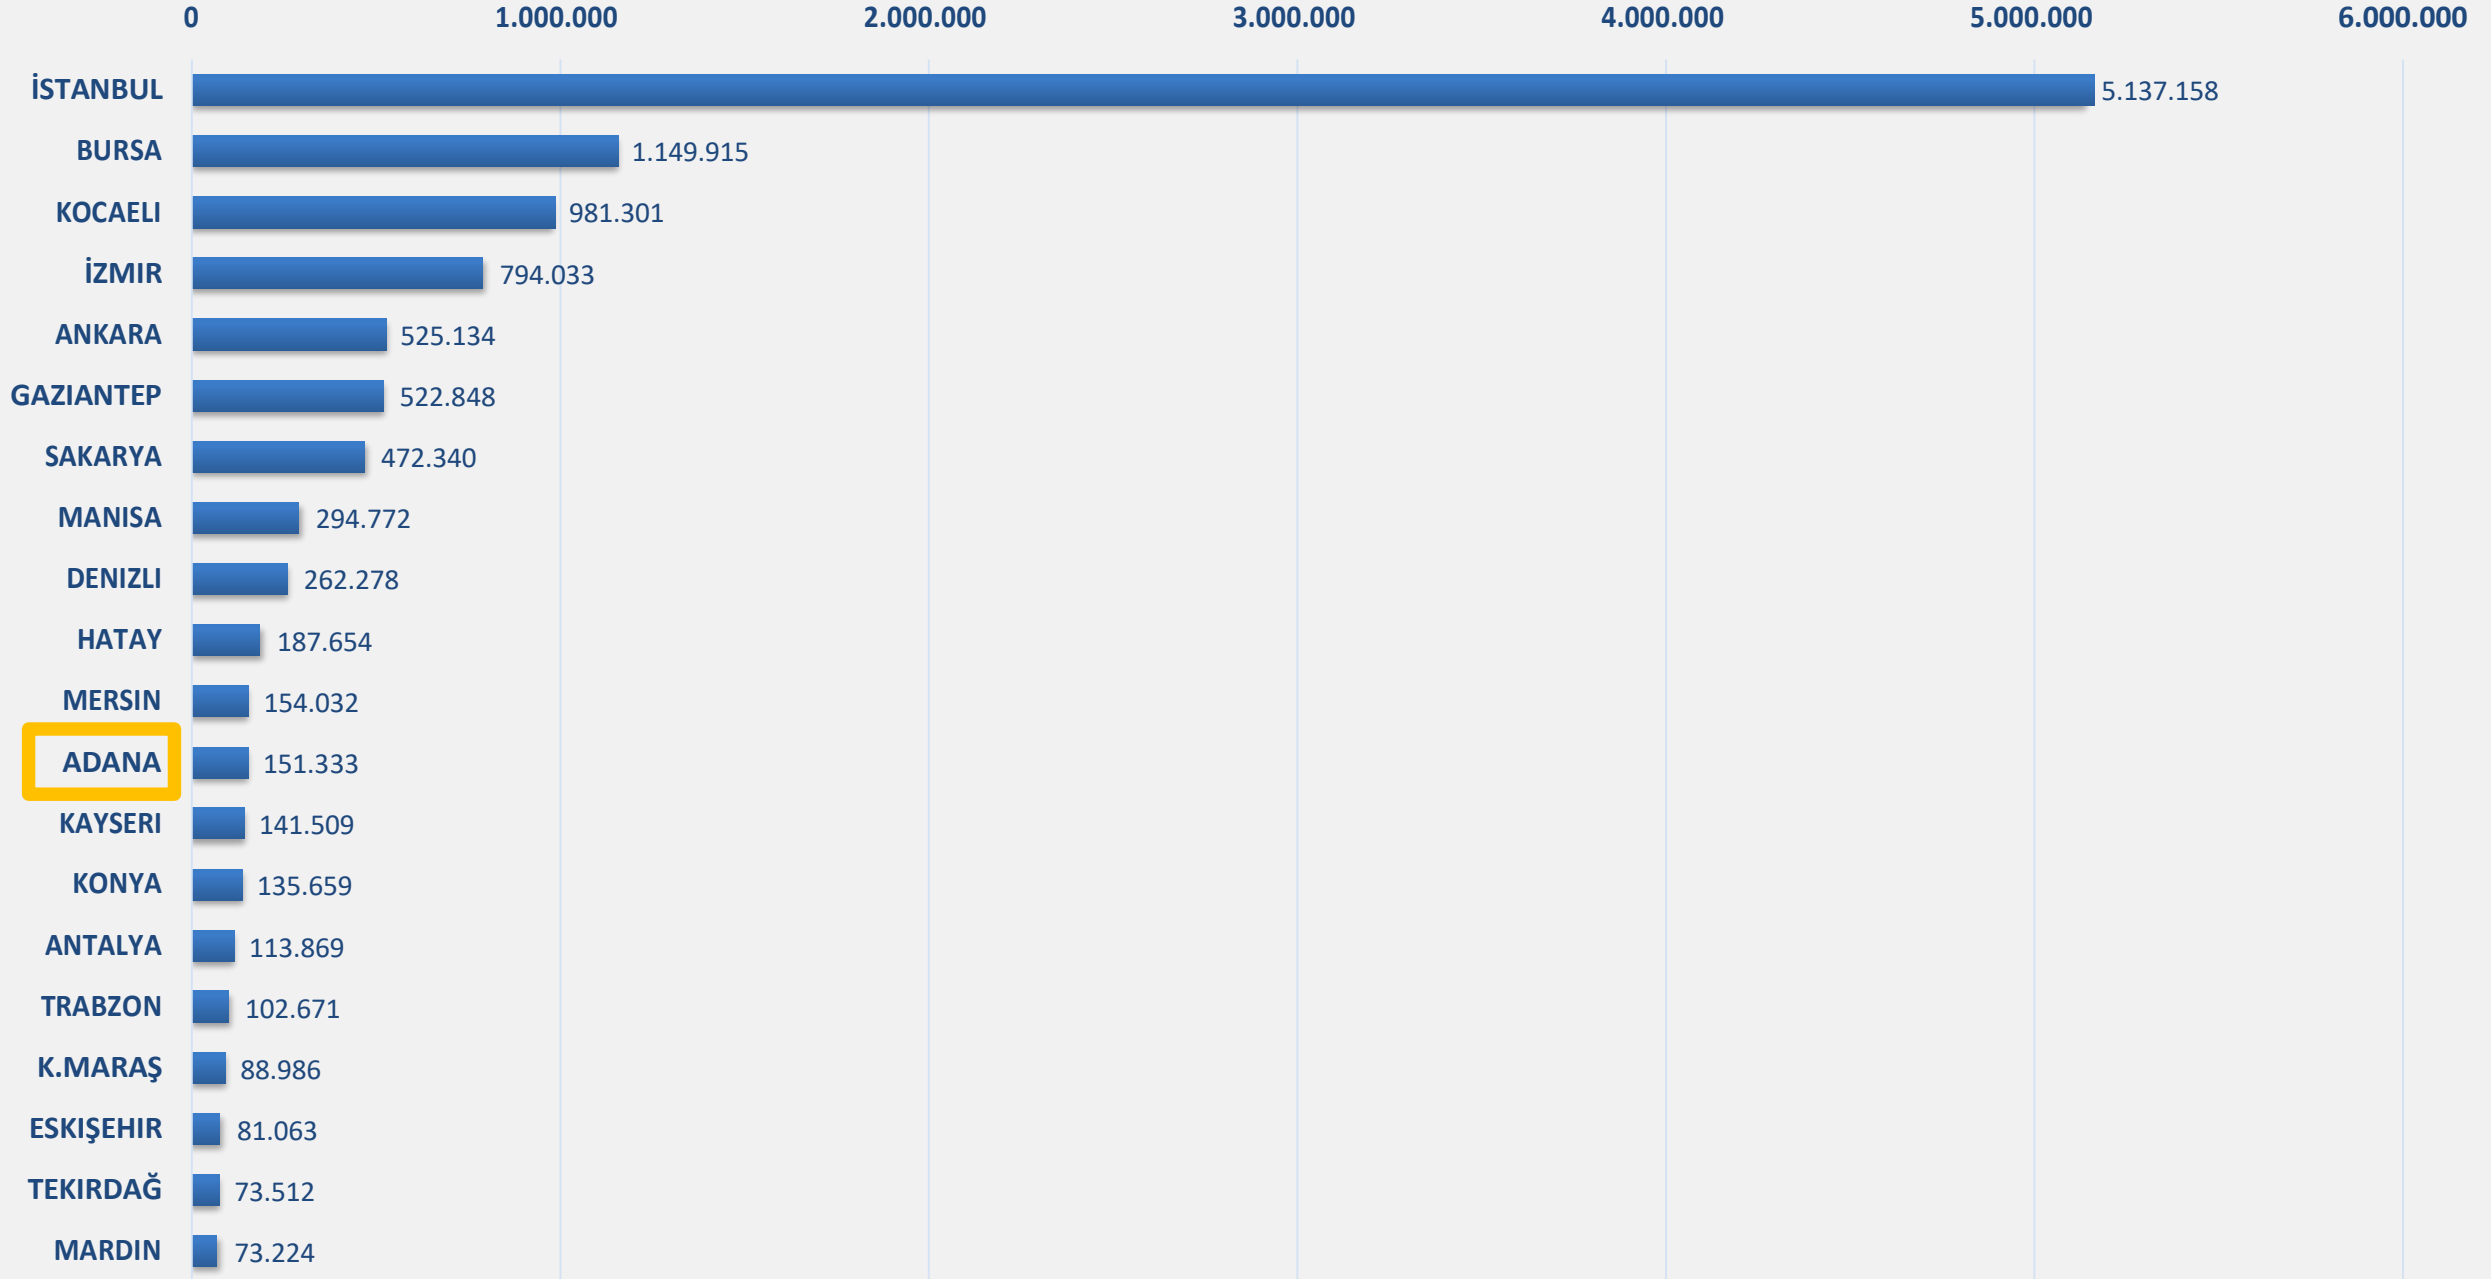 0 1.000.000 2.000.000 3.000.000 4.000.000 5.000.000 6.000.000
İSTANBUL 5.137.158
BURSA 1.149.915
KOCAELI 981.301
İZMIR 794.033
ANKARA 525.134
GAZIANTEP 522.848
SAKARYA 472.340
MANISA 294.772
DENIZLI 262.278
HATAY 187.654
MERSIN 154.032
ADANA 151.333
KAYSERI 141.509
KONYA 135.659
ANTALYA 113.869
TRABZON 102.671
K.MARAŞ 88.986
ESKIŞEHIR 81.063
TEKIRDAĞ 73.512
MARDIN 73.224